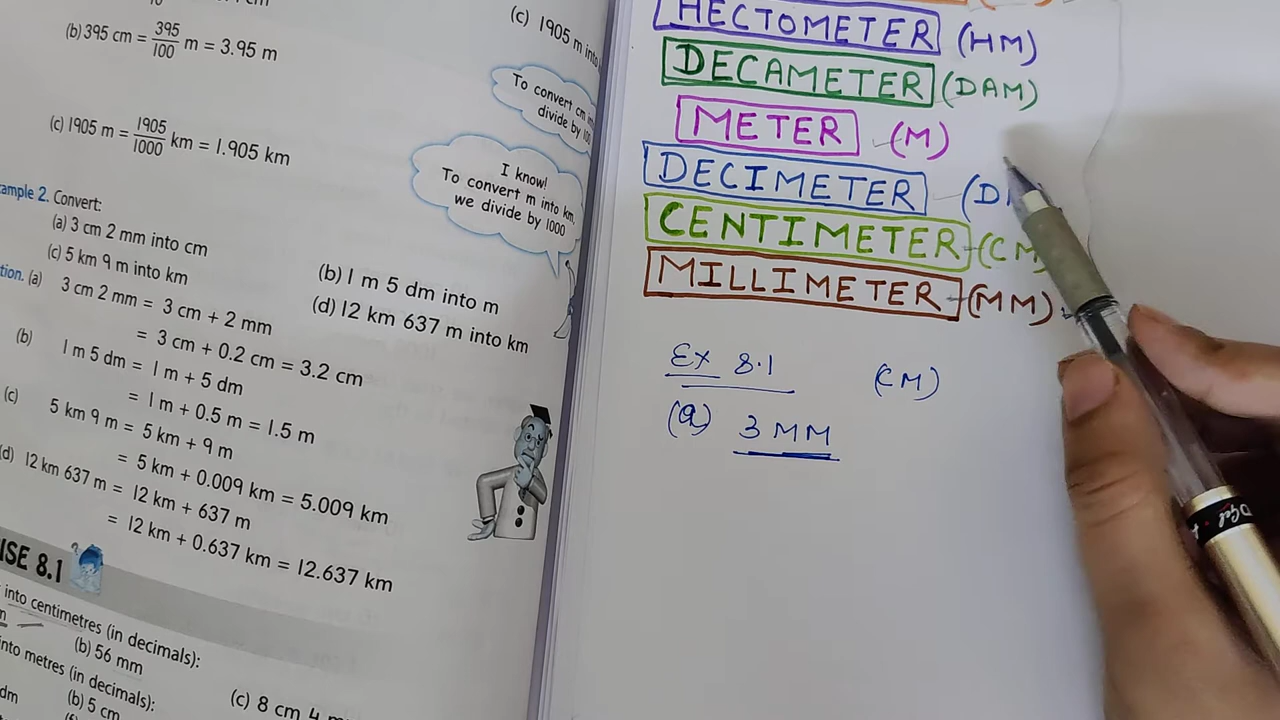 (b) 395 cm = 395/100 m = 3.95 m
(c) 1905 m into
To convert cm
divide by
(c) 1905 m = 1905/1000 km = 1.905 km
I know!
To convert m into km,
we divide by 1000
ample 2. Convert:
(a) 3 cm 2 mm into cm
(b) 1 m 5 dm into m
(c) 5 km 9 m into km
(d) 12 km 637 m into km
tion. (a) 3 cm 2 mm = 3 cm + 2 mm
= 3 cm + 0.2 cm = 3.2 cm
(b) 1 m 5 dm = 1 m + 5 dm
= 1 m + 0.5 m = 1.5 m
(c) 5 km 9 m = 5 km + 9 m
= 5 km + 0.009 km = 5.009 km
(d) 12 km 637 m = 12 km + 637 m
= 12 km + 0.637 km = 12.637 km
ISE 8.1
into centimetres (in decimals):
(b) 56 mm
(c) 8 cm 4
into metres (in decimals):
dm
(b) 5 cm
HECTOMETER (HM)
DECAMETER (DAM)
METER (M)
DECIMETER (D
CENTIMETER (CM
MILLIMETER (MM)
Ex 8.1 (CM)
(a) 3 MM